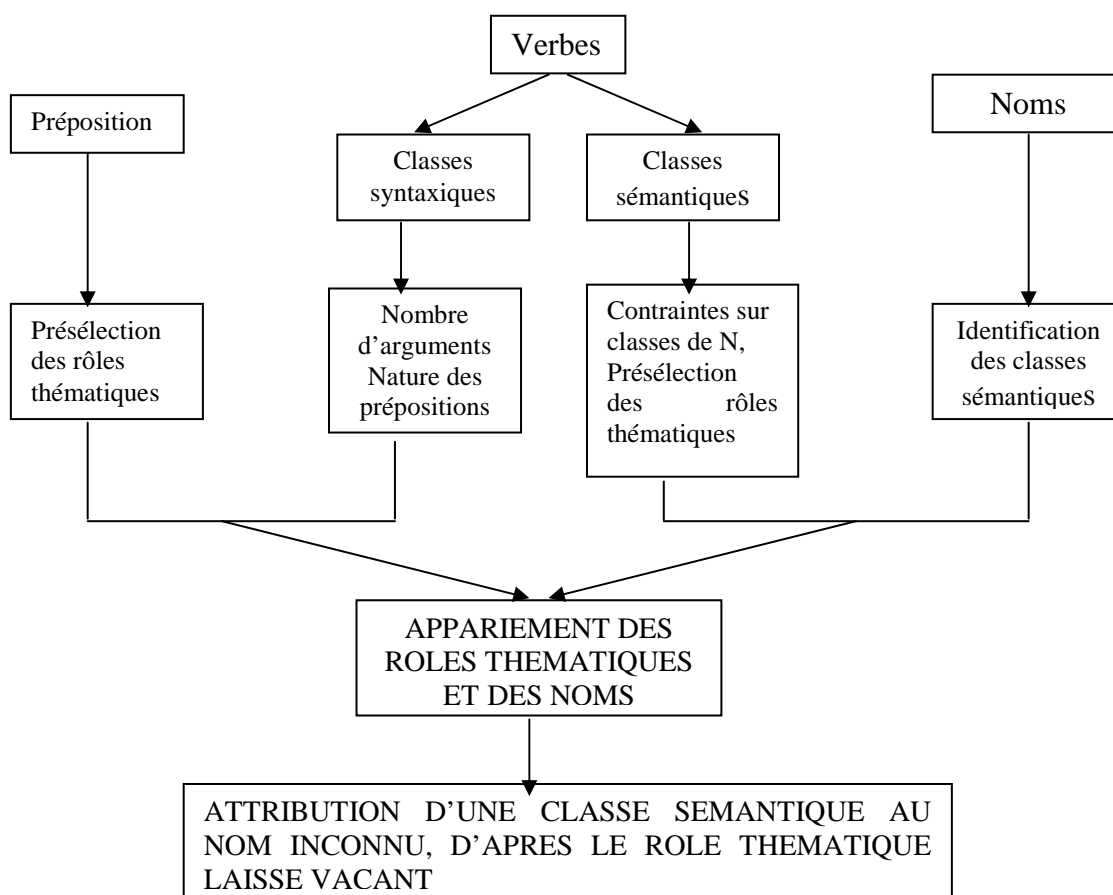 Verbes
Préposition
Noms
Classes
syntaxiques
Classes
sémantiques
Présélection
des rôles
thématiques
Nombre
d'arguments
Nature des
prépositions
Contraintes sur
classes de N,
Présélection
des rôles
thématiques
Identification
des classes
sémantiques
APPARIEMENT DES
ROLES THEMATIQUES
ET DES NOMS
ATTRIBUTION D'UNE CLASSE SEMANTIQUE AU
NOM INCONNU, D'APRES LE ROLE THEMATIQUE
LAISSE VACANT